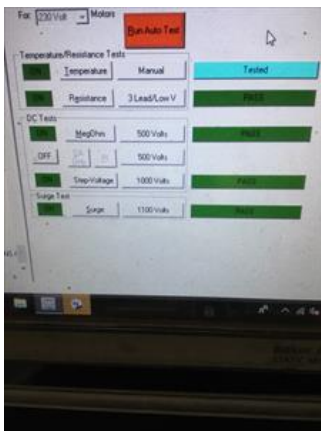 For: 230 Volt Motors
Run Auto Test
Temperature/Resistance Tests
ON Temperature Manual Tested
ON Resistance 3 Lead/Low V PASS
DC Tests
ON MegOhm 500 Volts PASS
OFF 500 Volts
ON Step-Voltage 1000 Volts PASS
Surge Test
Surge 1100 Volts PASS